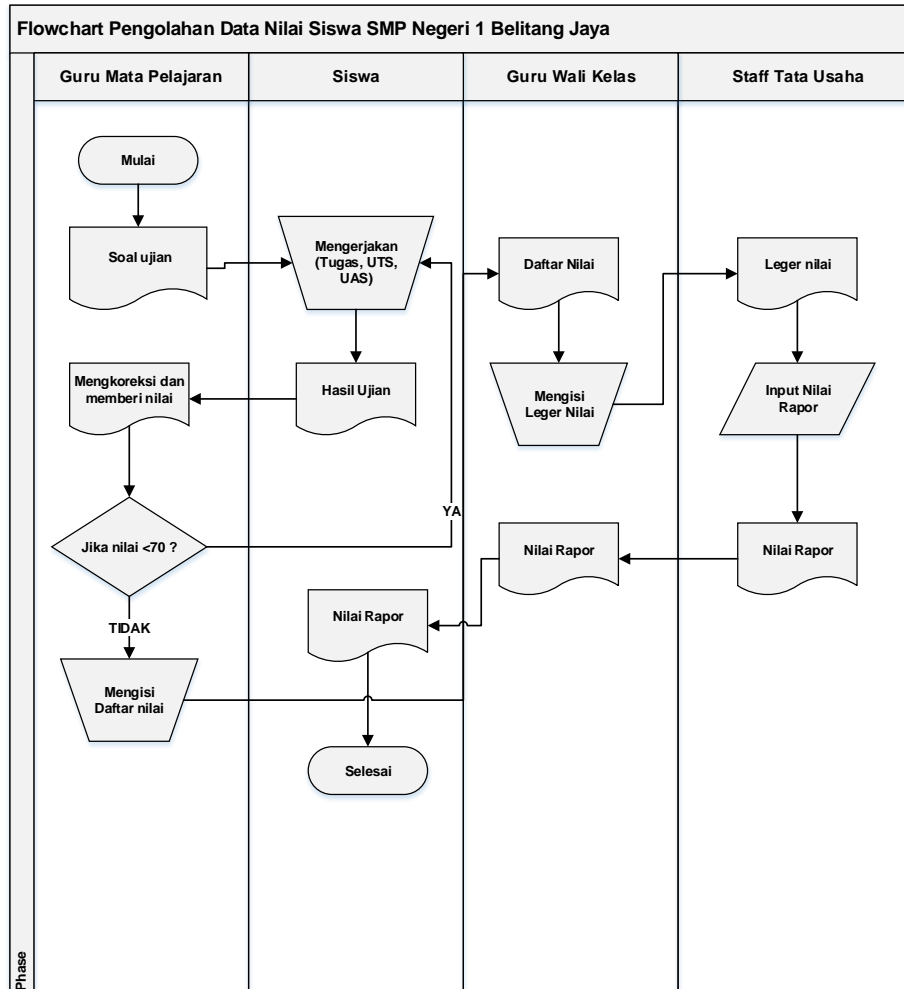 Flowchart Pengolahan Data Nilai Siswa SMP Negeri 1 Belitang Jaya
Guru Mata Pelajaran
Siswa
Guru Wali Kelas
Staff Tata Usaha
Mulai
Soal ujian
Mengerjakan
(Tugas, UTS,
UAS)
Daftar Nilai
Leger nilai
Mengkoreksi dan
memberi nilai
Hasil Ujian
Mengisi
Leger Nilai
Input Nilai
Rapor
YA
Jika nilai <70 ?
Nilai Rapor
Nilai Rapor
Nilai Rapor
TIDAK
Mengisi
Daftar nilai
Selesai
Phase